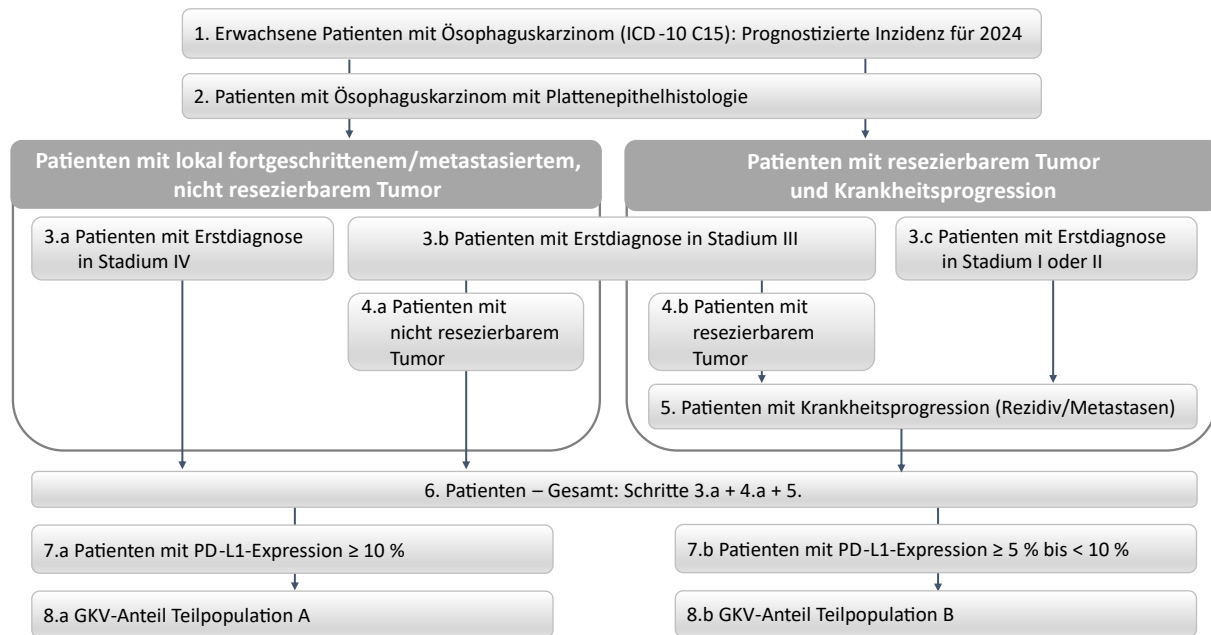 1. Erwachsene Patienten mit Ösophaguskarzinom (ICD-10 C15): Prognostizierte Inzidenz für 2024
2. Patienten mit Ösophaguskarzinom mit Plattenepithelhistologie
Patienten mit lokal fortgeschrittenem/metastasiertem,
nicht resezierbarem Tumor
Patienten mit resezierbarem Tumor
und Krankheitsprogression
3.a Patienten mit Erstdiagnose
in Stadium IV
3.b Patienten mit Erstdiagnose in Stadium III
3.c Patienten mit Erstdiagnose
in Stadium I oder II
4.a Patienten mit
nicht resezierbarem
Tumor
4.b Patienten mit
resezierbarem
Tumor
5. Patienten mit Krankheitsprogression (Rezidiv/Metastasen)
6. Patienten – Gesamt: Schritte 3.a + 4.a + 5.
7.a Patienten mit PD-L1-Expression ≥ 10 %
7.b Patienten mit PD-L1-Expression ≥ 5 % bis < 10 %
8.a GKV-Anteil Teilpopulation A
8.b GKV-Anteil Teilpopulation B